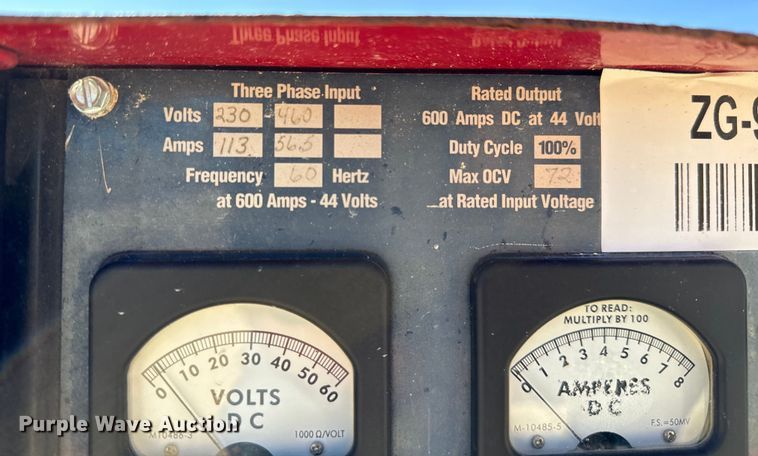 Three Phase Input
Volts 230 460
Amps 113 56.5
Frequency 60 Hertz
at 600 Amps - 44 Volts
Rated Output
600 Amps DC at 44 Volt
Duty Cycle 100%
Max OCV 72
at Rated Input Voltage
ZG-9
0 10 20 30 40 50 60
VOLTS
DC
M-10486-3
1000 Ω/VOLT
TO READ:
MULTIPLY BY 100
0 1 2 3 4 5 6 7 8
AMPERES
DC
M-10485-5
F.S.=50MV
Purple Wave Auction